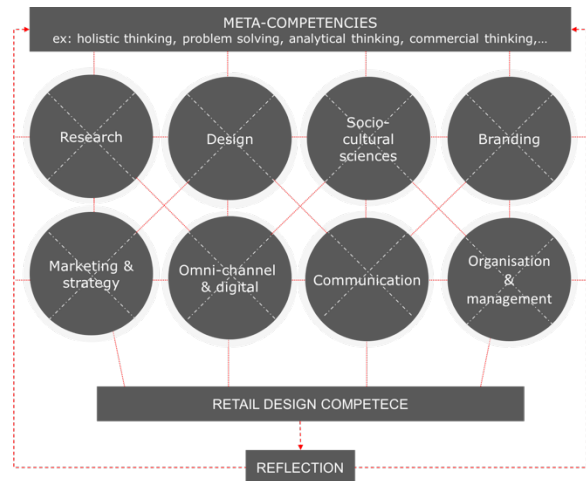 META-COMPETENCIES
ex: holistic thinking, problem solving, analytical thinking, commercial thinking,...
Research
Design
Socio-
cultural
sciences
Branding
Marketing &
strategy
Omni-channel
& digital
Communication
Organisation
&
management
RETAIL DESIGN COMPETECE
REFLECTION